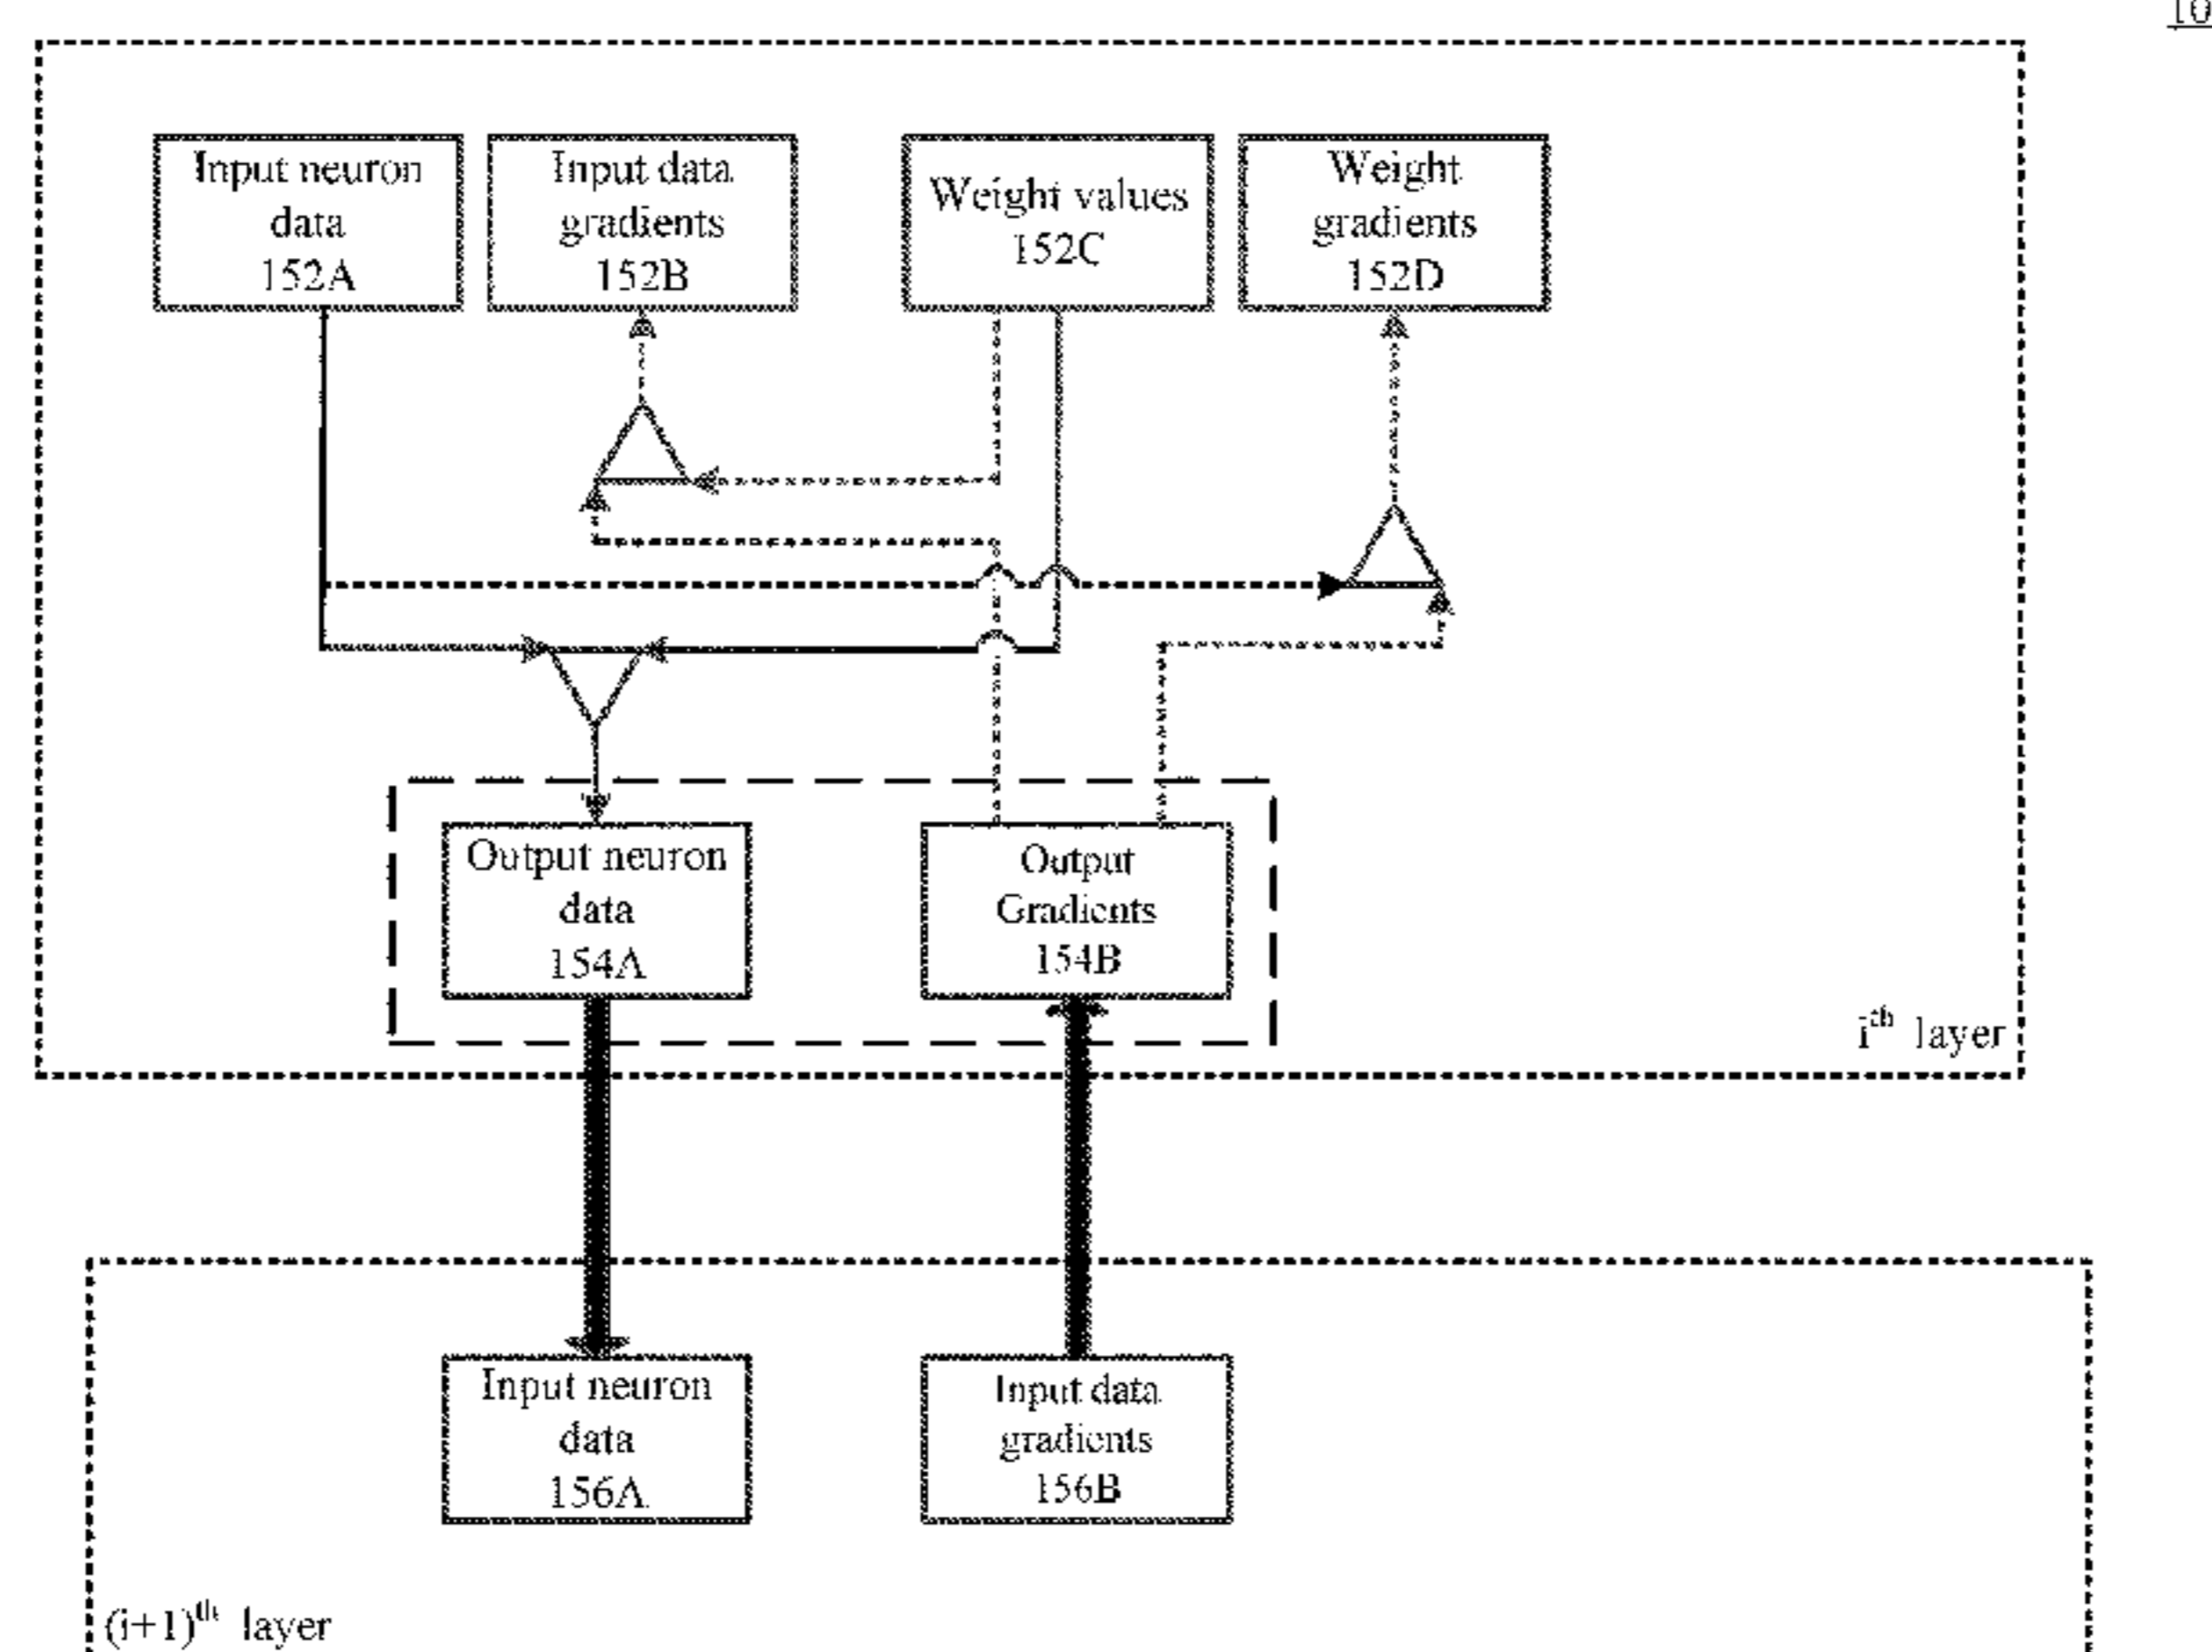 Input neuron
data
152A
Input data
gradients
152B
Weight values
152C
Weight
gradients
152D
Output neuron
data
154A
Output
Gradients
154B
ith layer
Input neuron
data
156A
Input data
gradients
156B
(i+1)th layer